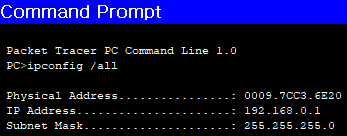 Command Prompt
Packet Tracer PC Command Line 1.0
PC>ipconfig /all
Physical Address................: 0009.7CC3.6E20
IP Address......................: 192.168.0.1
Subnet Mask.....................: 255.255.255.0